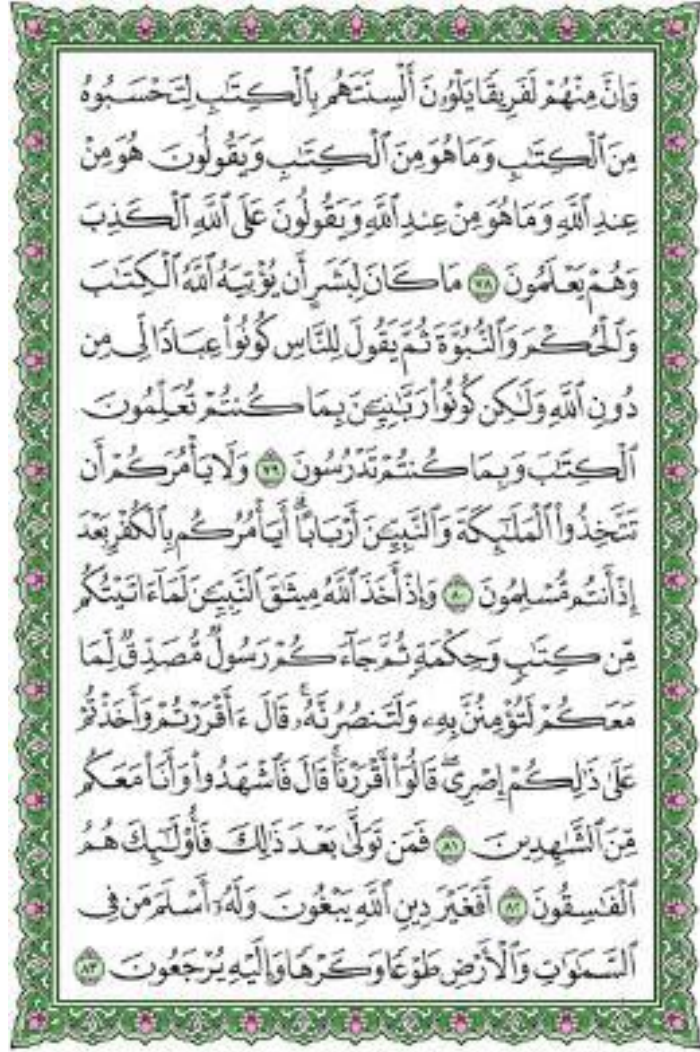 وَإِنَّ مِنْهُمْ لَفَرِيقًا يَلْوُۥنَ أَلْسِنَتَهُم بِٱلْكِتَٰبِ لِتَحْسَبُوهُ
مِنَ ٱلْكِتَٰبِ وَمَا هُوَ مِنَ ٱلْكِتَٰبِ وَيَقُولُونَ هُوَ مِنْ
عِندِ ٱللَّهِ وَمَا هُوَ مِنْ عِندِ ٱللَّهِ وَيَقُولُونَ عَلَى ٱللَّهِ ٱلْكَذِبَ
وَهُمْ يَعْلَمُونَ ٧٨ مَا كَانَ لِبَشَرٍ أَن يُؤْتِيَهُ ٱللَّهُ ٱلْكِتَٰبَ
وَٱلْحُكْمَ وَٱلنُّبُوَّةَ ثُمَّ يَقُولَ لِلنَّاسِ كُونُوا۟ عِبَادًا لِّى مِن
دُونِ ٱللَّهِ وَلَٰكِن كُونُوا۟ رَبَّٰنِيِّۦنَ بِمَا كُنتُمْ تُعَلِّمُونَ
ٱلْكِتَٰبَ وَبِمَا كُنتُمْ تَدْرُسُونَ ٧٩ وَلَا يَأْمُرَكُمْ أَن
تَتَّخِذُوا۟ ٱلْمَلَٰٓئِكَةَ وَٱلنَّبِيِّۦنَ أَرْبَابًا ۗ أَيَأْمُرُكُم بِٱلْكُفْرِ بَعْدَ
إِذْ أَنتُم مُّسْلِمُونَ ٨٠ وَإِذْ أَخَذَ ٱللَّهُ مِيثَٰقَ ٱلنَّبِيِّۦنَ لَمَآ ءَاتَيْتُكُم
مِّن كِتَٰبٍ وَحِكْمَةٍ ثُمَّ جَآءَكُمْ رَسُولٌ مُّصَدِّقٌ لِّمَا
مَعَكُمْ لَتُؤْمِنُنَّ بِهِۦ وَلَتَنصُرُنَّهُۥ ۚ قَالَ ءَأَقْرَرْتُمْ وَأَخَذْتُمْ
عَلَىٰ ذَٰلِكُمْ إِصْرِى ۖ قَالُوٓا۟ أَقْرَرْنَا ۚ قَالَ فَٱشْهَدُوا۟ وَأَنَا۠ مَعَكُم
مِّنَ ٱلشَّٰهِدِينَ ٨١ فَمَن تَوَلَّىٰ بَعْدَ ذَٰلِكَ فَأُو۟لَٰٓئِكَ هُمُ
ٱلْفَٰسِقُونَ ٨٢ أَفَغَيْرَ دِينِ ٱللَّهِ يَبْغُونَ وَلَهُۥٓ أَسْلَمَ مَن فِى
ٱلسَّمَٰوَٰتِ وَٱلْأَرْضِ طَوْعًا وَكَرْهًا وَإِلَيْهِ يُرْجَعُونَ ٨٣